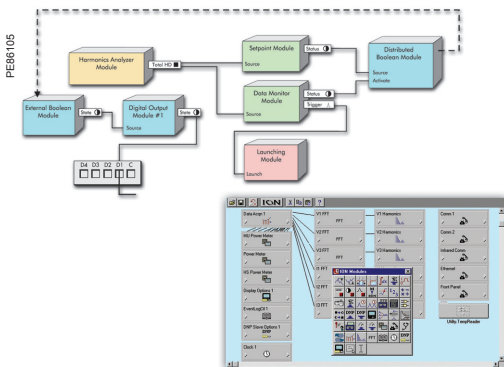 PE86105
Harmonics Analyzer
Module
Total HD
Setpoint Module
Status
Source
Distributed
Boolean Module
Source
Activate
Data Monitor
Module
Status
Trigger
Source
External Boolean
Module
State
Digital Output
Module #1
State
Source
Launching
Module
Launch
D4 D3 D2 D1 C
ION
Data Acqn 1
V1 FFT
FFT
V1 Harmonics
Comm 1
V2 FFT
FFT
V2 Harmonics
Comm 2
MU Power Meter
V3 FFT
FFT
V3 Harmonics
Infrared Comm
Power Meter
I1 FFT
ION Modules
Ethernet
HS Power Meter
I2 FFT
Front Panel
Display Options 1
I3 FFT
EventLogCtl 1
Utility.TempReader
DNP Slave Options 1
DNP
Clock 1